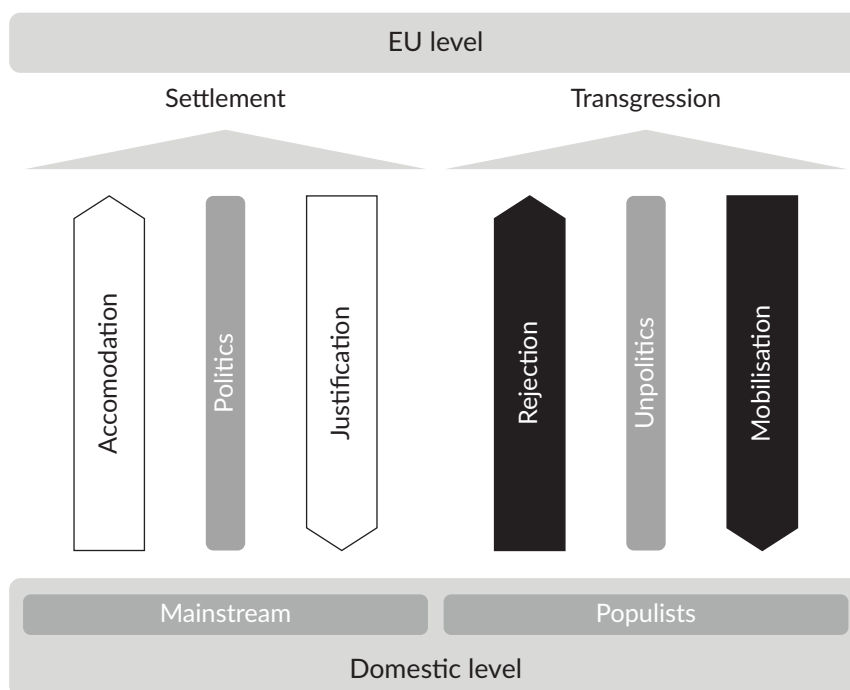 EU level
Settlement
Transgression
Accomodation
Politics
Justification
Rejection
Unpolitics
Mobilisation
Mainstream
Populists
Domestic level